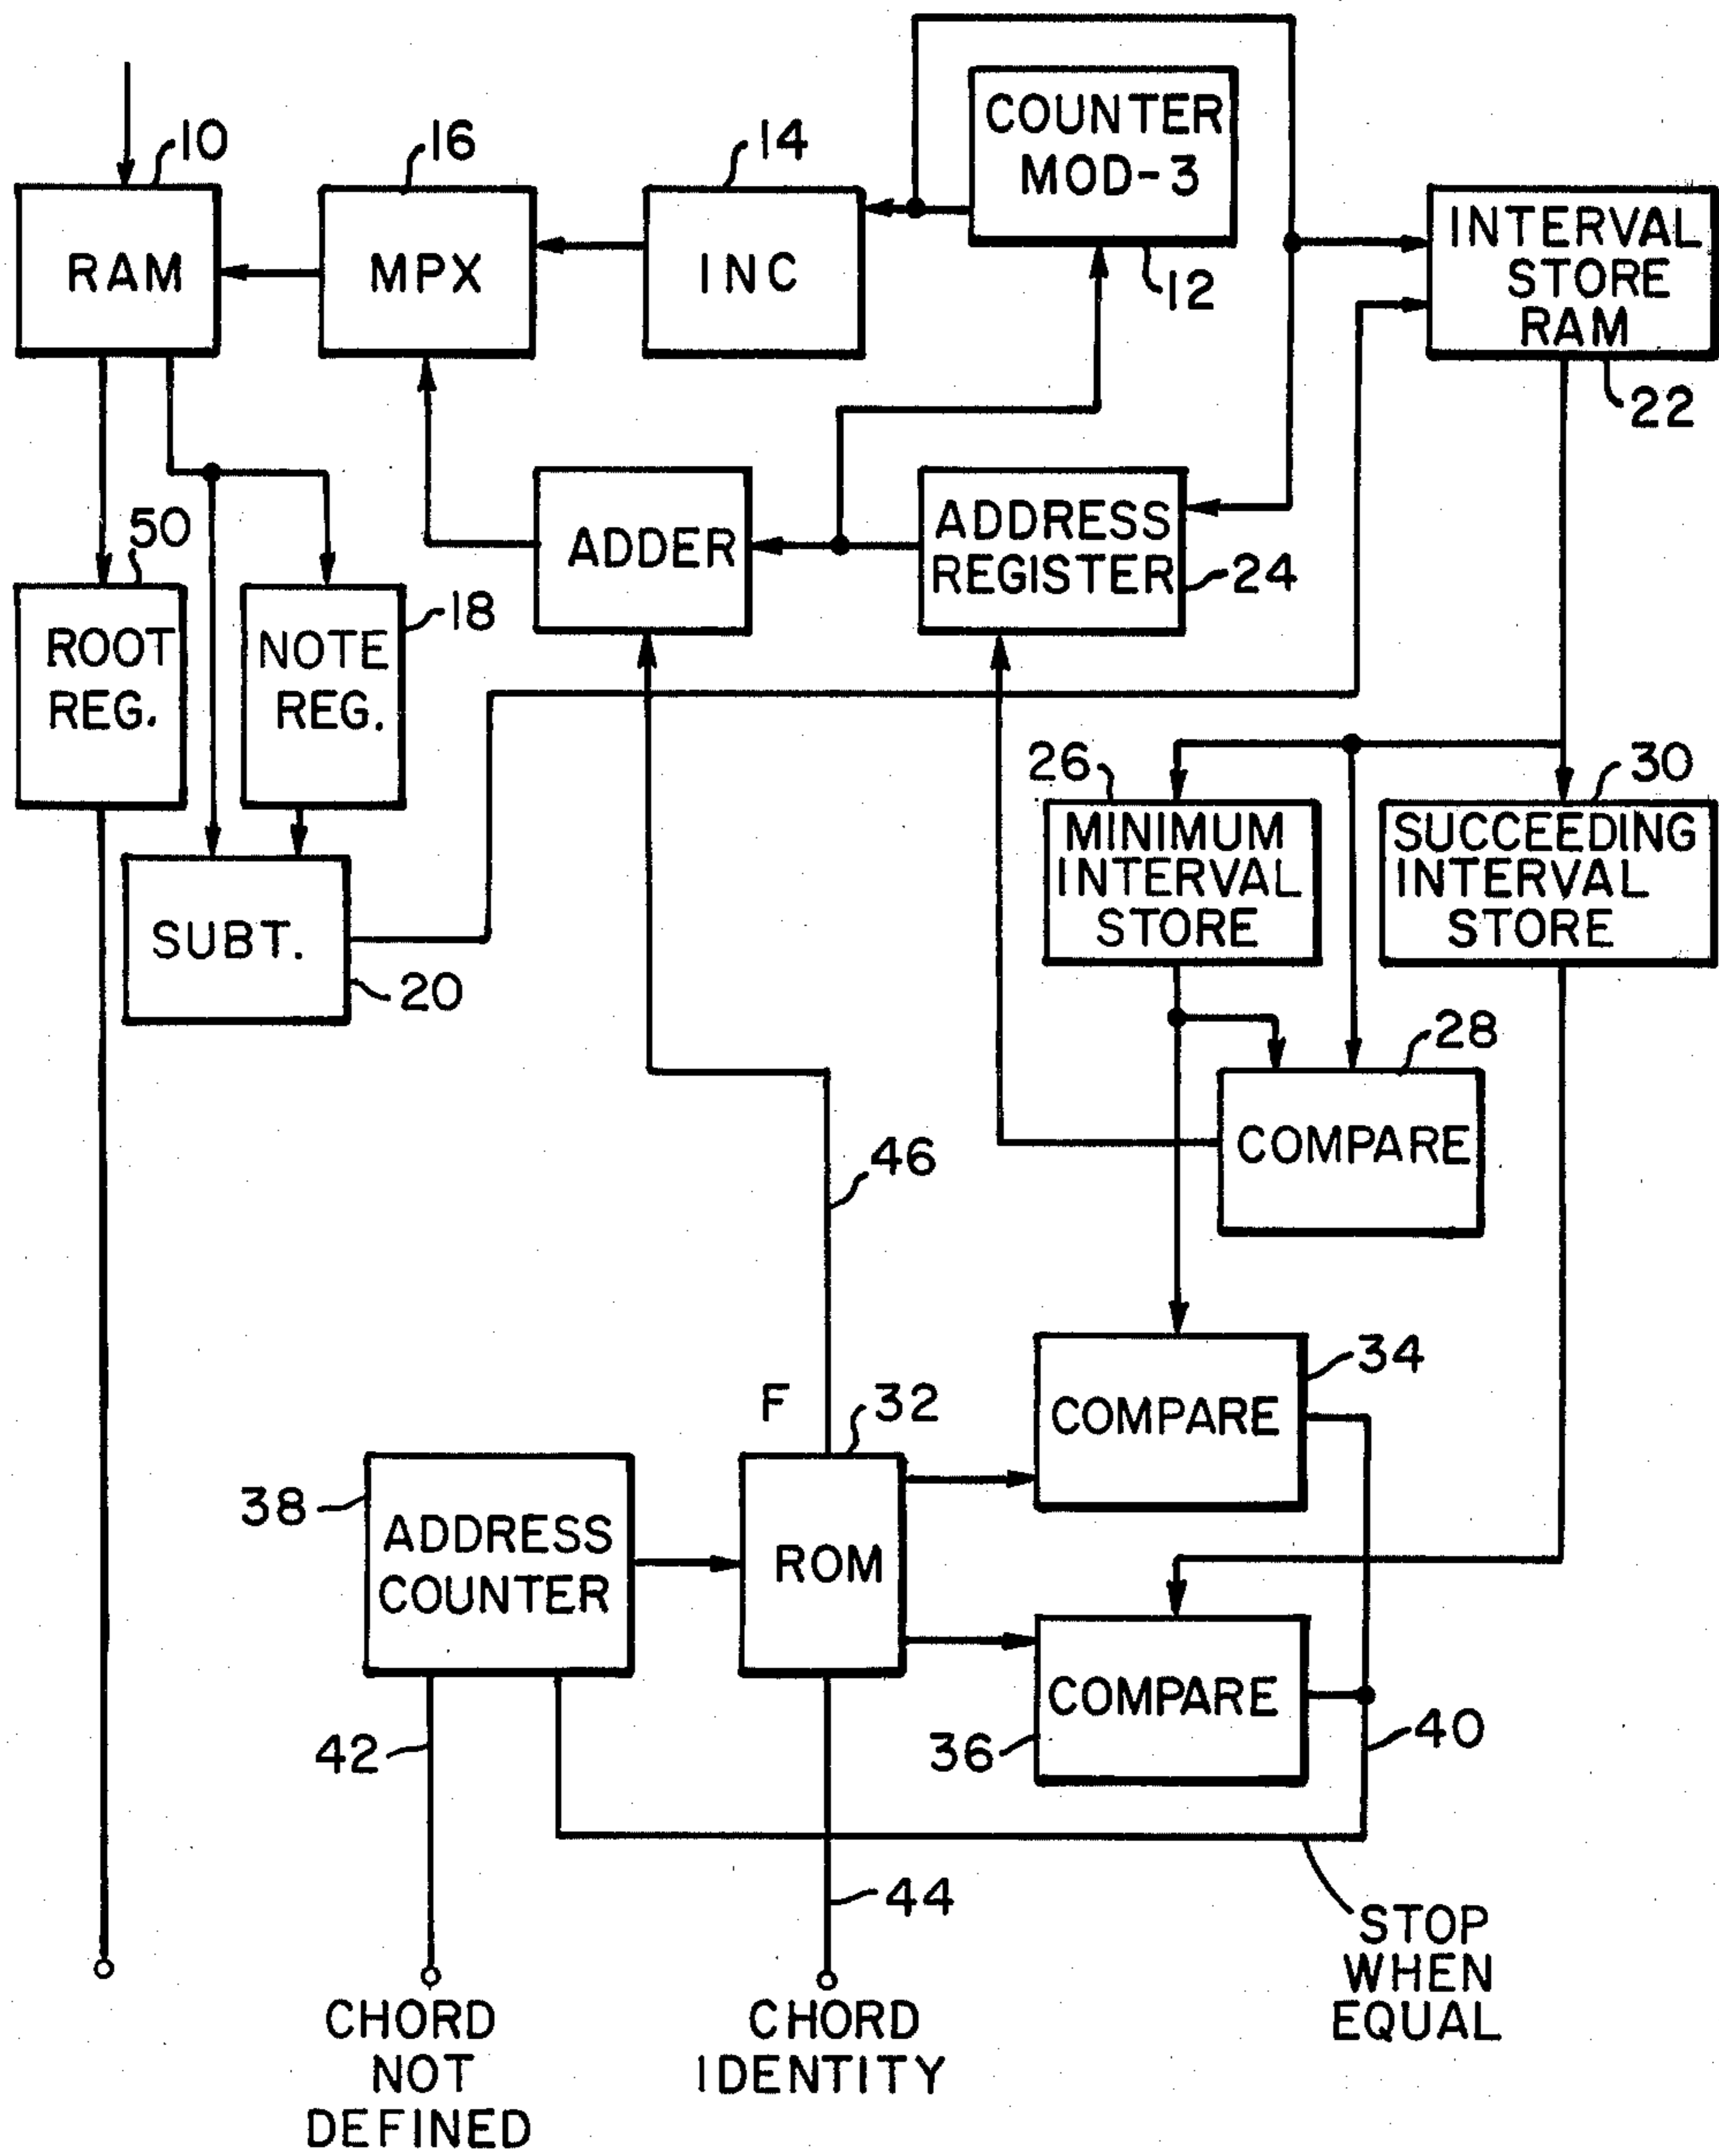 COUNTER
MOD-3
12
10
RAM
16
MPX
14
INC
INTERVAL
STORE
RAM
22
50
ROOT
REG.
18
NOTE
REG.
ADDER
ADDRESS
REGISTER
24
SUBT.
20
26
MINIMUM
INTERVAL
STORE
30
SUCCEEDING
INTERVAL
STORE
28
COMPARE
46
F
32
ROM
34
COMPARE
38
ADDRESS
COUNTER
36
COMPARE
40
42
44
STOP
WHEN
EQUAL
CHORD
NOT
DEFINED
CHORD
IDENTITY